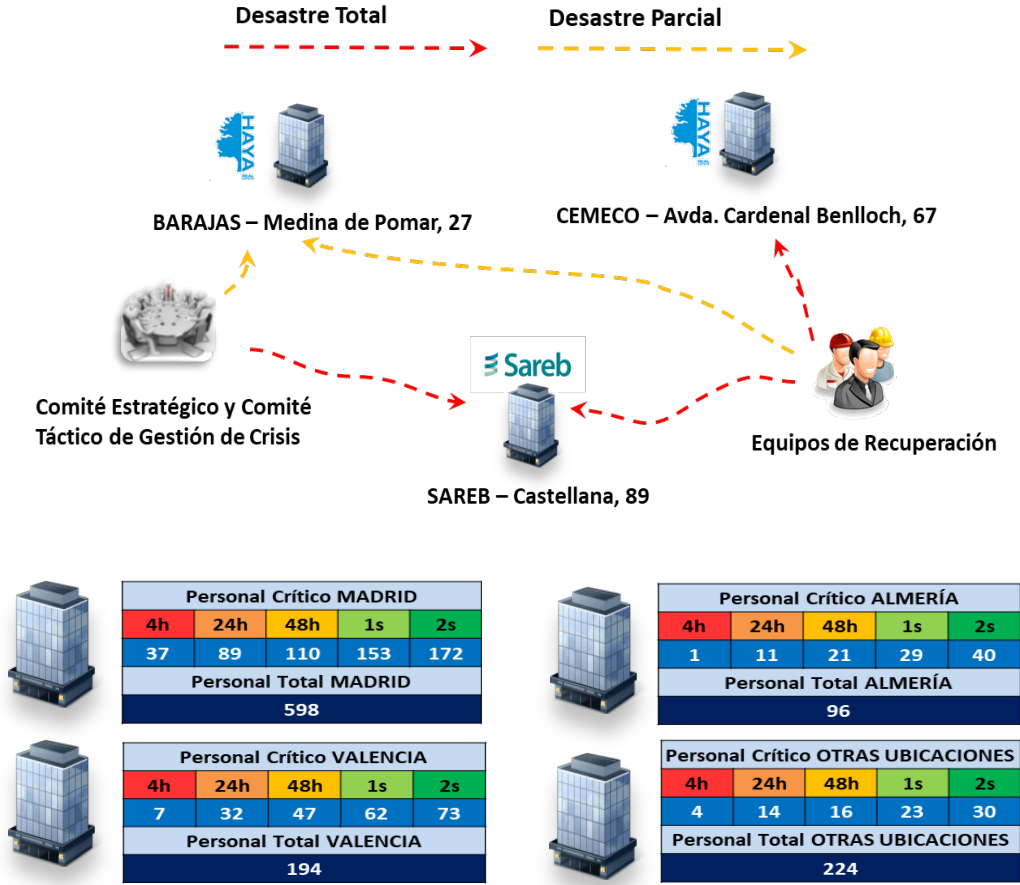 Desastre Total
Desastre Parcial
HAYA
HAYA
BARAJAS – Medina de Pomar, 27
CEMECO – Avda. Cardenal Benlloch, 67
Sareb
Comité Estratégico y Comité
Táctico de Gestión de Crisis
Equipos de Recuperación
SAREB – Castellana, 89
Personal Crítico MADRID
4h 24h 48h 1s 2s
37 89 110 153 172
Personal Total MADRID
598
Personal Crítico ALMERÍA
4h 24h 48h 1s 2s
1 11 21 29 40
Personal Total ALMERÍA
96
Personal Crítico VALENCIA
4h 24h 48h 1s 2s
7 32 47 62 73
Personal Total VALENCIA
194
Personal Crítico OTRAS UBICACIONES
4h 24h 48h 1s 2s
4 14 16 23 30
Personal Total OTRAS UBICACIONES
224